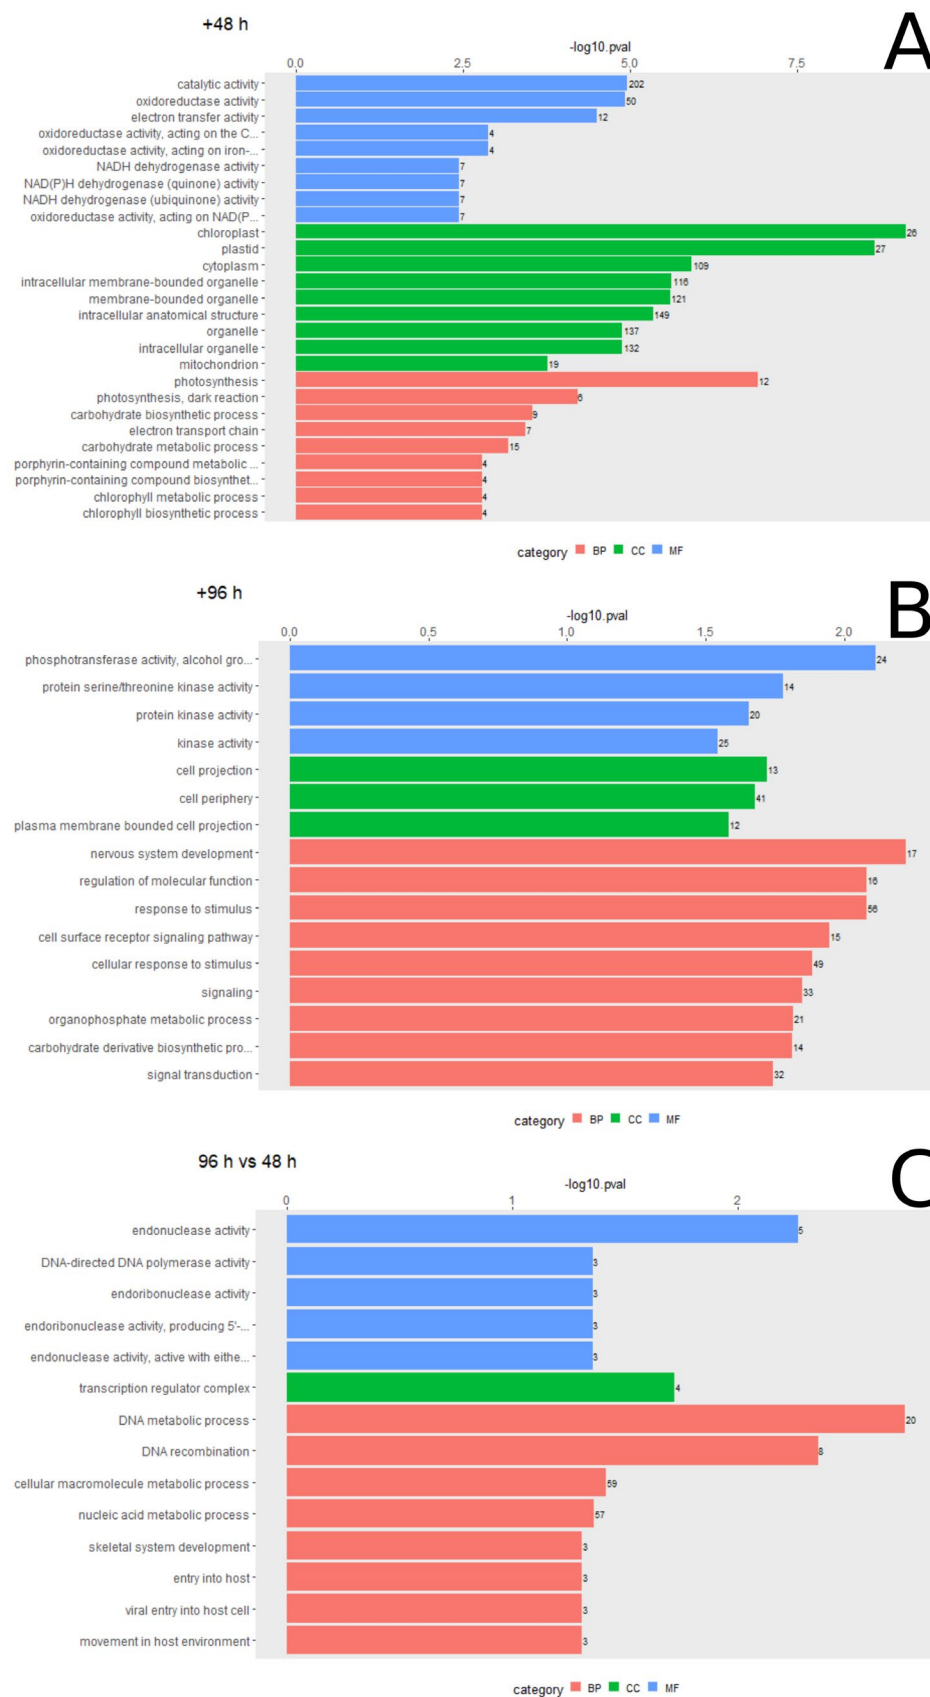 +48 h
A
-log10.pval
0.0 2.5 5.0 7.5
catalytic activity 202
oxidoreductase activity 50
electron transfer activity 12
oxidoreductase activity, acting on the C... 4
oxidoreductase activity, acting on iron-... 4
NADH dehydrogenase activity 7
NAD(P)H dehydrogenase (quinone) activity 7
NADH dehydrogenase (ubiquinone) activity 7
oxidoreductase activity, acting on NAD(P... 7
chloroplast 26
plastid 27
cytoplasm 109
intracellular membrane-bounded organelle 116
membrane-bounded organelle 121
intracellular anatomical structure 149
organelle 137
intracellular organelle 132
mitochondrion 19
photosynthesis 12
photosynthesis, dark reaction 6
carbohydrate biosynthetic process 9
electron transport chain 7
carbohydrate metabolic process 15
porphyrin-containing compound metabolic ... 4
porphyrin-containing compound biosynthet... 4
chlorophyll metabolic process 4
chlorophyll biosynthetic process 4
category BP CC MF
+96 h
B
-log10.pval
0.0 0.5 1.0 1.5 2.0
phosphotransferase activity, alcohol gro... 24
protein serine/threonine kinase activity 14
protein kinase activity 20
kinase activity 25
cell projection 13
cell periphery 41
plasma membrane bounded cell projection 12
nervous system development 17
regulation of molecular function 16
response to stimulus 56
cell surface receptor signaling pathway 15
cellular response to stimulus 49
signaling 33
organophosphate metabolic process 21
carbohydrate derivative biosynthetic pro... 14
signal transduction 32
category BP CC MF
96 h vs 48 h
C
-log10.pval
0 1 2
endonuclease activity 5
DNA-directed DNA polymerase activity 3
endoribonuclease activity 3
endoribonuclease activity, producing 5'-... 3
endonuclease activity, active with eithe... 3
transcription regulator complex 4
DNA metabolic process 20
DNA recombination 8
cellular macromolecule metabolic process 59
nucleic acid metabolic process 57
skeletal system development 3
entry into host 3
viral entry into host cell 3
movement in host environment 3
category BP CC MF